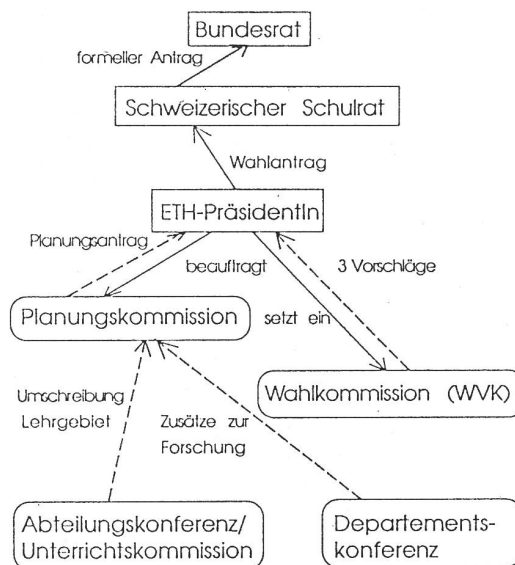 Bundesrat
formeller Antrag
Schweizerischer Schulrat
Wahlantrag
ETH-PräsidentIn
Planungsantrag
beauftragt
3 Vorschläge
Planungskommission
setzt ein
Wahlkommission (WVK)
Umschreibung
Lehrgebiet
Zusätze zur
Forschung
Abteilungskonferenz/
Unterrichtskommission
Departements-
konferenz